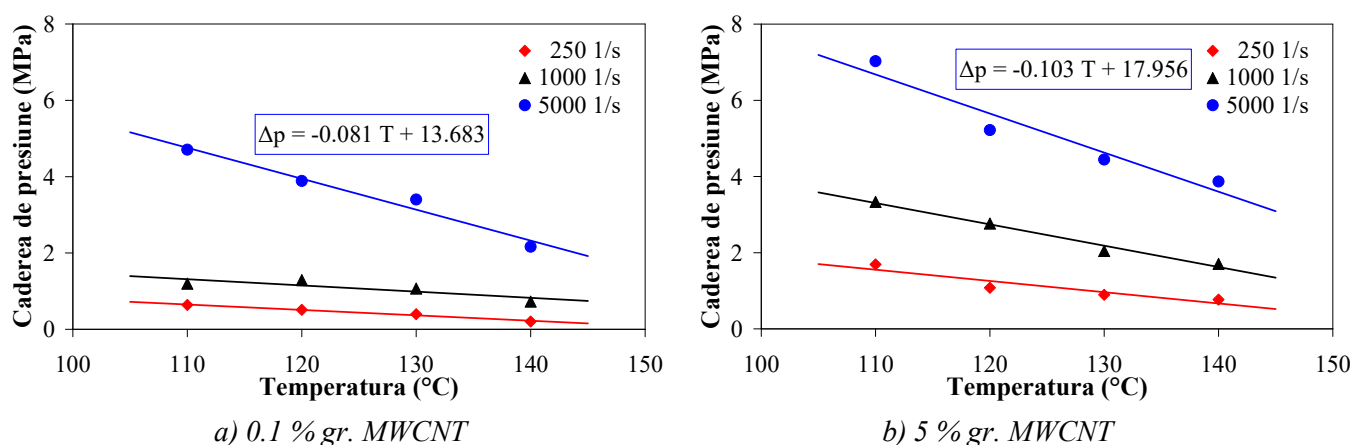 Caderea de presiune (MPa)
8
6
4
2
0
250 1/s
1000 1/s
5000 1/s
Δp = -0.081 T + 13.683
100 110 120 130 140 150
Temperatura (°C)
a) 0.1 % gr. MWCNT
Caderea de presiune (MPa)
8
6
4
2
0
250 1/s
1000 1/s
5000 1/s
Δp = -0.103 T + 17.956
100 110 120 130 140 150
Temperatura (°C)
b) 5 % gr. MWCNT